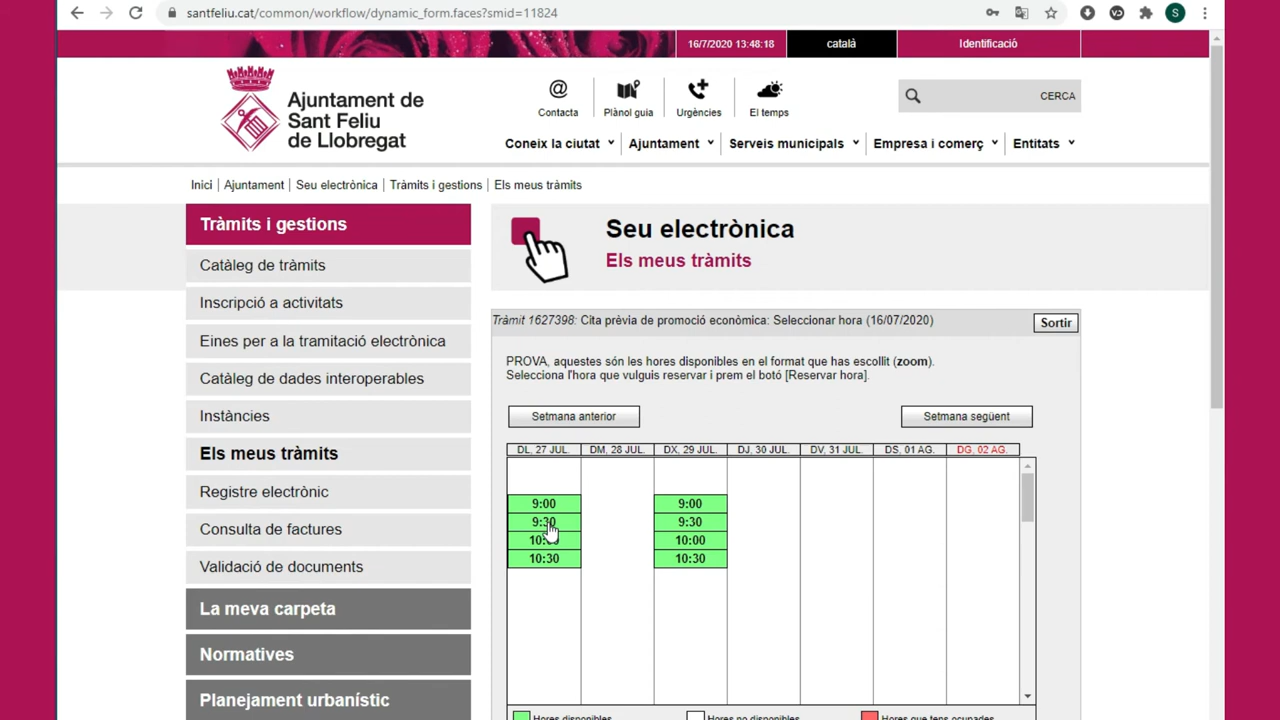 santfeliu.cat/common/workflow/dynamic_form.faces?smid=11824
S
16/7/2020 13:48:18
català
Identificació
Ajuntament de
Sant Feliu
de Llobregat
Contacta
Plànol guia
Urgències
El temps
CERCA
Coneix la ciutat
Ajuntament
Serveis municipals
Empresa i comerç
Entitats
Inici | Ajuntament | Seu electrònica | Tràmits i gestions | Els meus tràmits
Tràmits i gestions
Catàleg de tràmits
Inscripció a activitats
Eines per a la tramitació electrònica
Catàleg de dades interoperables
Instàncies
Els meus tràmits
Registre electrònic
Consulta de factures
Validació de documents
La meva carpeta
Normatives
Planejament urbanístic
Seu electrònica
Els meus tràmits
Tràmit 1627398: Cita prèvia de promoció econòmica: Seleccionar hora (16/07/2020)
Sortir
PROVA, aquestes són les hores disponibles en el format que has escollit (zoom).
Selecciona l'hora que vulguis reservar i prem el botó [Reservar hora].
Setmana anterior
Setmana següent
DL, 27 JUL. DM, 28 JUL. DX, 29 JUL. DJ, 30 JUL. DV, 31 JUL. DS, 01 AG. DG, 02 AG.
9:00 9:00
9:30 9:30
10:00 10:00
10:30 10:30
Hores disponibles
Hores no disponibles
Hores que tens ocupades